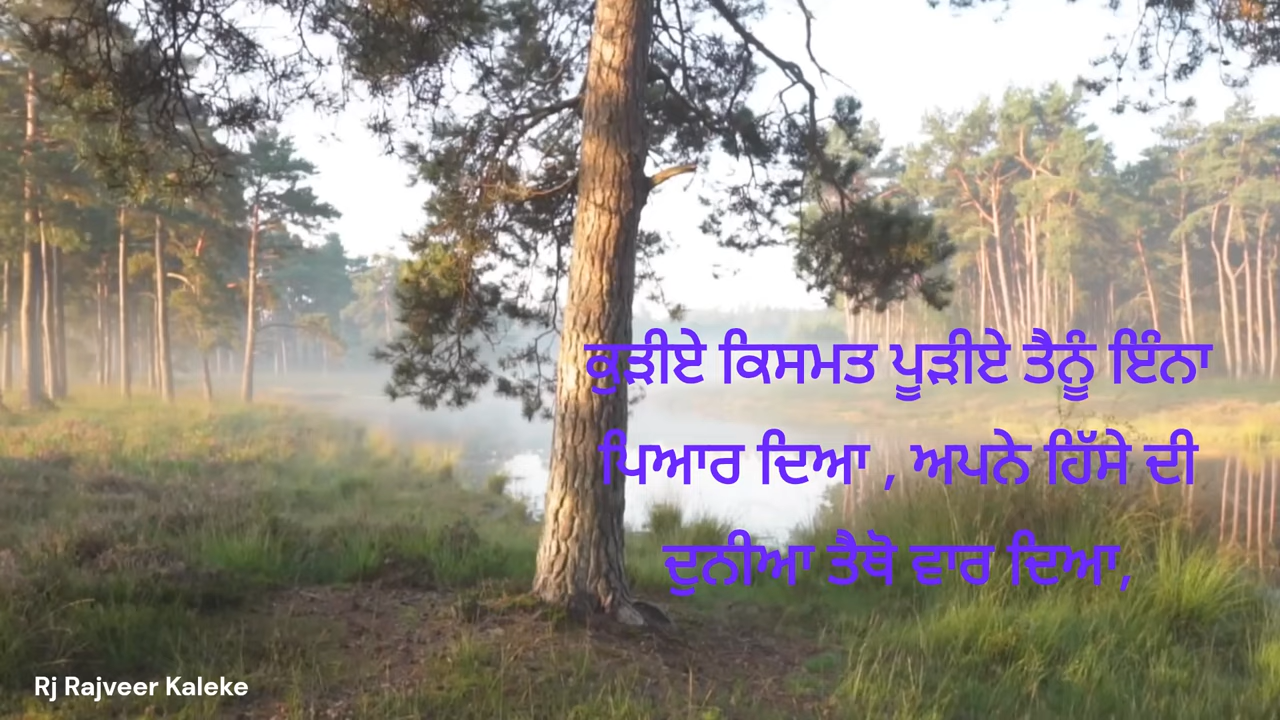 ਕੁੜੀਏ ਕਿਸਮਤ ਪੂੜੀਏ ਤੈਨੂੰ ਇੰਨਾ
ਪਿਆਰ ਦਿਆ , ਅਪਨੇ ਹਿੱਸੇ ਦੀ
ਦੁਨੀਆ ਤੈਥੋ ਵਾਰ ਦਿਆ,
Rj Rajveer Kaleke